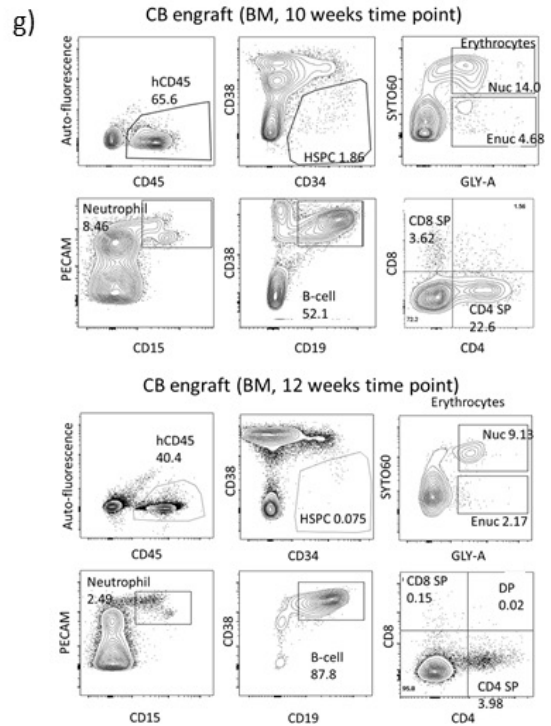 g)
CB engraft (BM, 10 weeks time point)
Auto-fluorescence
hCD45
65.6
CD45
CD38
HSPC 1.86
CD34
SYTO60
Erythrocytes
Nuc 14.0
Enuc 4.68
GLY-A
PECAM
Neutrophil
8.46
CD15
CD38
B-cell
52.1
CD19
CD8
CD8 SP
3.62
1.56
73.2
CD4 SP
22.6
CD4
CB engraft (BM, 12 weeks time point)
Auto-fluorescence
hCD45
40.4
CD45
CD38
HSPC 0.075
CD34
Erythrocytes
SYTO60
Nuc 9.13
Enuc 2.17
GLY-A
PECAM
Neutrophil
2.49
CD15
CD38
B-cell
87.8
CD19
CD8
CD8 SP
0.15
DP
0.02
95.8
CD4 SP
3.98
CD4